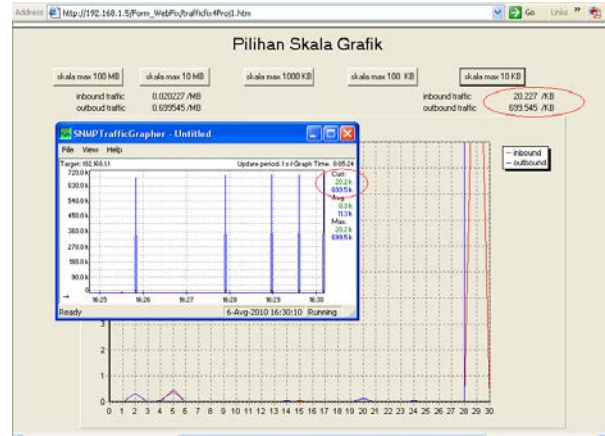 Address http://192.168.1.5/Form_WebFix/trafficfix4Proj1.htm Go Links »
Pilihan Skala Grafik
skala max 100 MB skala max 10 MB skala max 1000 KB skala max 100 KB skala max 10 KB
inbound traffic 0.020227 /MB inbound traffic 20.227 /KB
outboud traffic 0.699545 /MB outbound traffic 699.545 /KB
SNMPTrafficGrapher - Untitled
File View Help
Target: 192.168.1.1 Update period: 1 s / Graph Time: 0:05:24
720.0 k
630.0 k
540.0 k
450.0 k
360.0 k
270.0 k
180.0 k
90.0 k
0
16:25 16:26 16:27 16:28 16:29 16:30
Curr:
20.2 k
699.5 k
Avg:
0.3 k
11.3 k
Max:
20.2 k
699.5 k
Ready 6-Avg-2010 16:30:10 Running
inbound
outbound
3
2
1
0
0 1 2 3 4 5 6 7 8 9 10 11 12 13 14 15 16 17 18 19 20 21 22 23 24 25 26 27 28 29 30